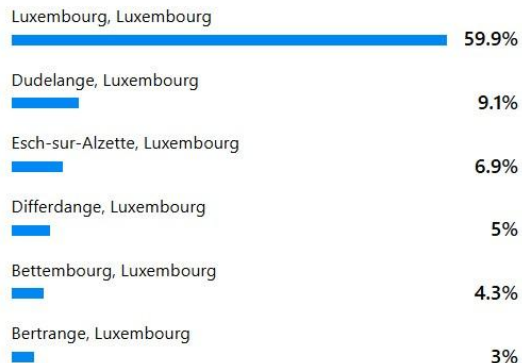 Luxembourg, Luxembourg
59.9%
Dudelange, Luxembourg
9.1%
Esch-sur-Alzette, Luxembourg
6.9%
Differdange, Luxembourg
5%
Bettembourg, Luxembourg
4.3%
Bertrange, Luxembourg
3%